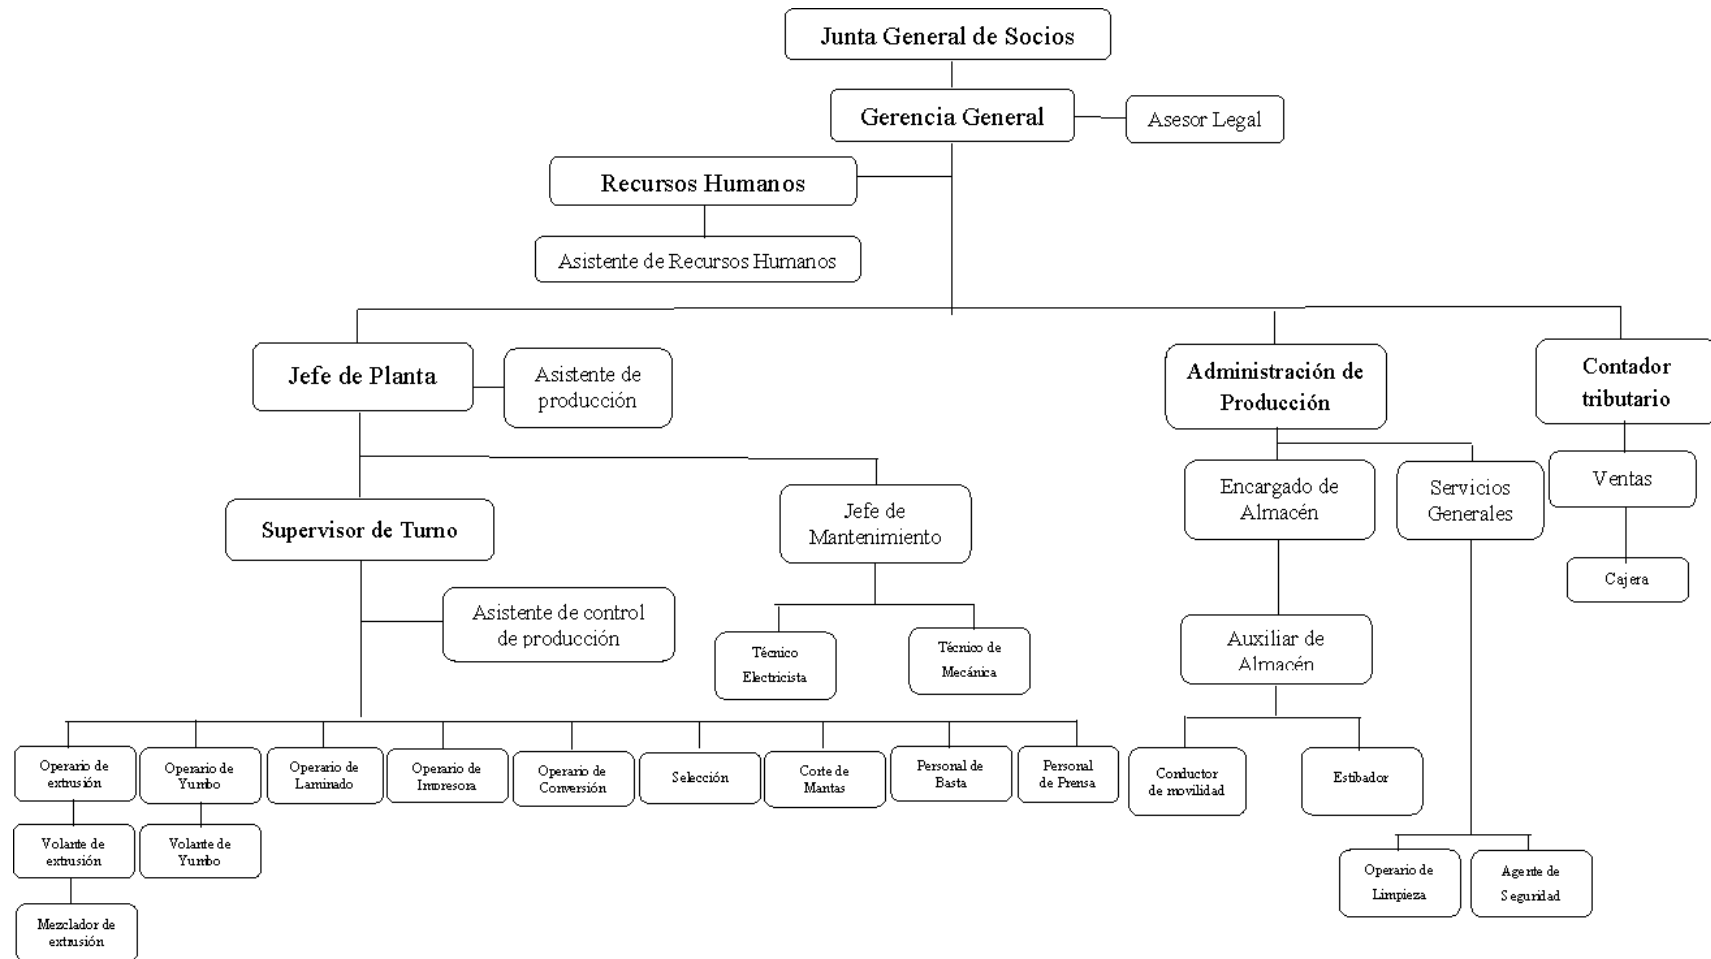 Junta General de Socios
Gerencia General
Asesor Legal
Recursos Humanos
Asistente de Recursos Humanos
Jefe de Planta
Asistente de
producción
Administración de
Producción
Contador
tributario
Supervisor de Turno
Jefe de
Mantenimiento
Encargado de
Almacén
Servicios
Generales
Ventas
Cajera
Asistente de control
de producción
Técnico
Electricista
Técnico de
Mecánica
Auxiliar de
Almacén
Operario de
extrusión
Operario de
Yumbo
Operario de
Laminado
Operario de
Impresora
Operario de
Conversión
Selección
Corte de
Mantas
Personal de
Basta
Personal
de Prensa
Conductor
de movilidad
Estibador
Volante de
extrusión
Volante de
Yumbo
Operario de
Limpieza
Agente de
Seguridad
Mezclador de
extrusión